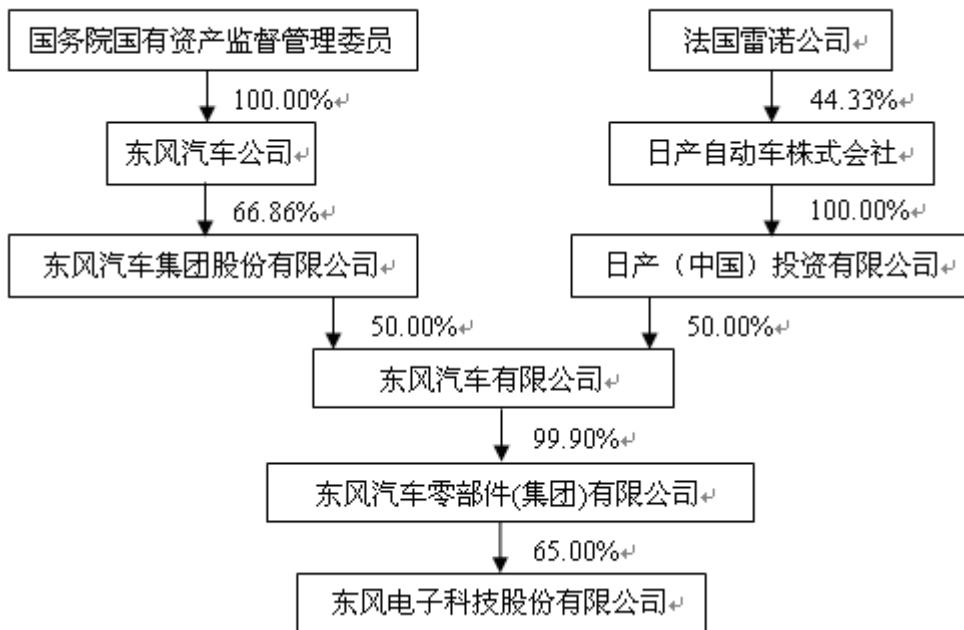 国务院国有资产监督管理委员
法国雷诺公司
100.00%
44.33%
东风汽车公司
日产自动车株式会社
66.86%
100.00%
东风汽车集团股份有限公司
日产（中国）投资有限公司
50.00%
50.00%
东风汽车有限公司
99.90%
东风汽车零部件(集团)有限公司
65.00%
东风电子科技股份有限公司